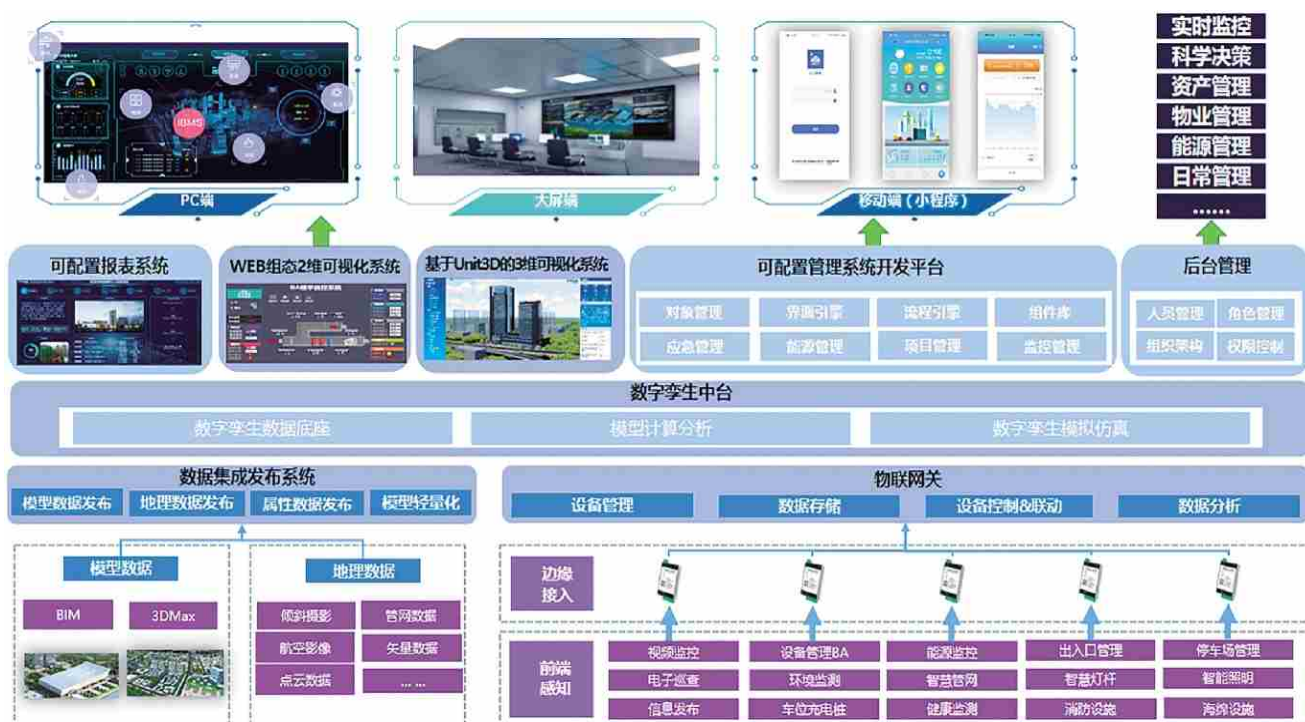 实时监控
科学决策
资产管理
物业管理
能源管理
日常管理
......
IBMS
PC端
大屏端
移动端（小程序）
可配置报表系统
WEB组态2维可视化系统
基于Unit3D的3维可视化系统
可配置管理系统开发平台
后台管理
对象管理
界面引擎
流程引擎
组件库
人员管理
角色管理
应急管理
能源管理
项目管理
监控管理
组织架构
权限控制
数字孪生中台
数字孪生数据底座
模型计算分析
数字孪生模拟仿真
数据集成发布系统
物联网关
模型数据发布
地理数据发布
属性数据发布
模型轻量化
设备管理
数据存储
设备控制&联动
数据分析
模型数据
地理数据
BIM
3DMax
倾斜摄影
管网数据
航空影像
矢量数据
点云数据
... ...
边缘
接入
前端
感知
视频监控
设备管理BA
能源监控
出入口管理
停车场管理
电子巡查
环境监测
智慧管网
智慧灯杆
智能照明
信息发布
车位充电桩
健康监测
消防设施
海绵设施